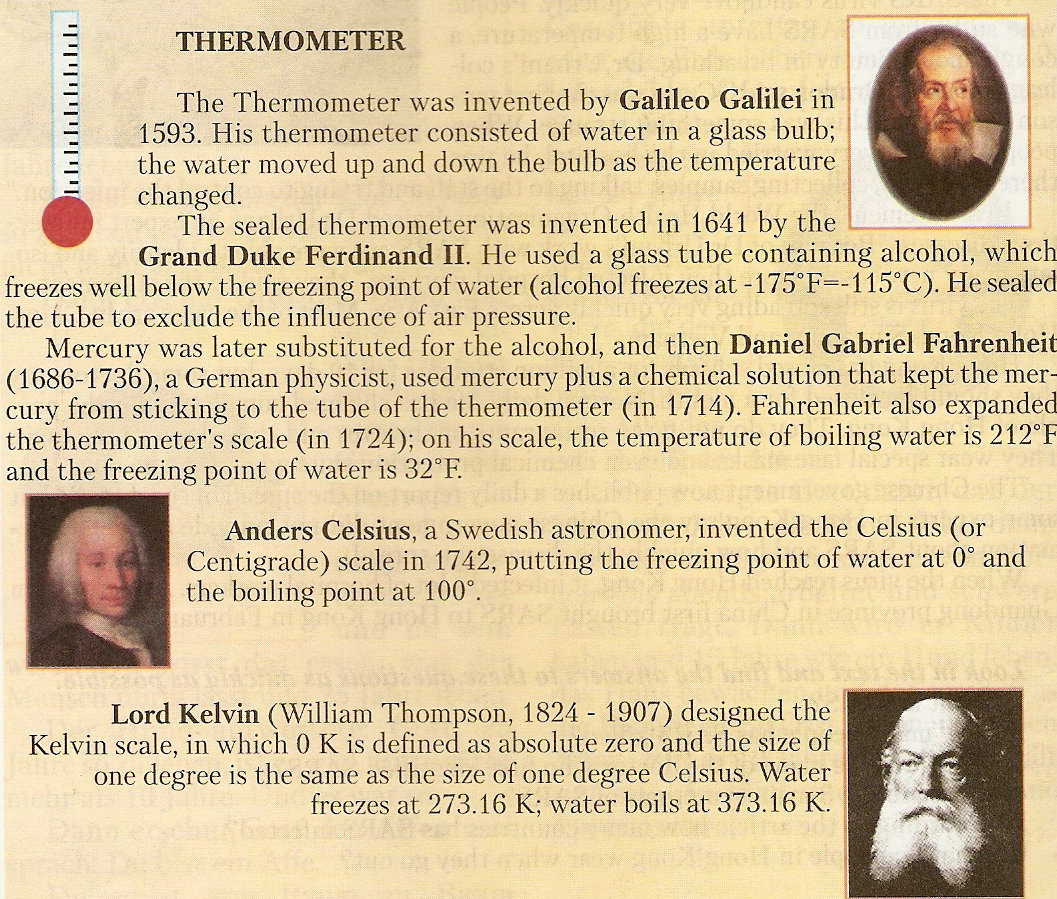 THERMOMETER
The Thermometer was invented by Galileo Galilei in
1593. His thermometer consisted of water in a glass bulb;
the water moved up and down the bulb as the temperature
changed.
The sealed thermometer was invented in 1641 by the
Grand Duke Ferdinand II. He used a glass tube containing alcohol, which
freezes well below the freezing point of water (alcohol freezes at -175°F=-115°C). He sealed
the tube to exclude the influence of air pressure.
Mercury was later substituted for the alcohol, and then Daniel Gabriel Fahrenheit
(1686-1736), a German physicist, used mercury plus a chemical solution that kept the mer-
cury from sticking to the tube of the thermometer (in 1714). Fahrenheit also expanded
the thermometer's scale (in 1724); on his scale, the temperature of boiling water is 212°F
and the freezing point of water is 32°F.
Anders Celsius, a Swedish astronomer, invented the Celsius (or
Centigrade) scale in 1742, putting the freezing point of water at 0° and
the boiling point at 100°.
Lord Kelvin (William Thompson, 1824 - 1907) designed the
Kelvin scale, in which 0 K is defined as absolute zero and the size of
one degree is the same as the size of one degree Celsius. Water
freezes at 273.16 K; water boils at 373.16 K.